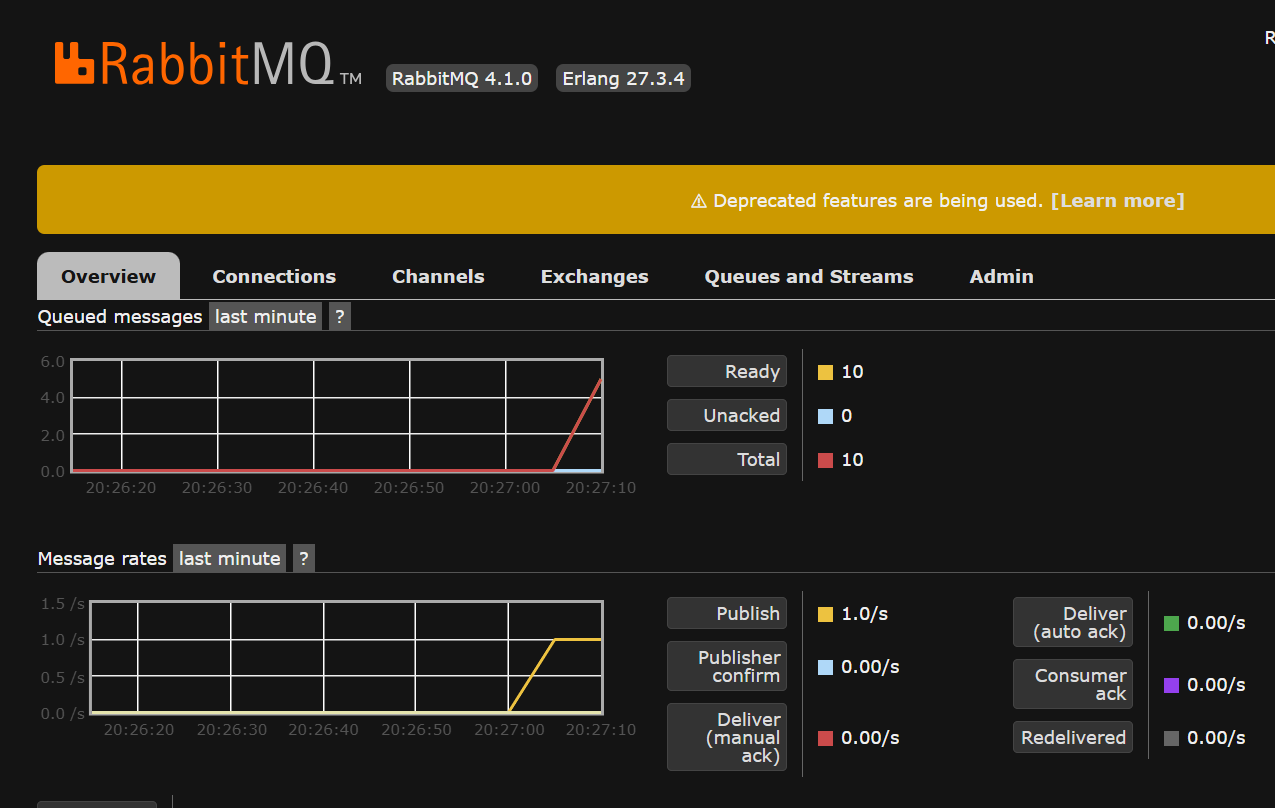 RabbitMQ TM RabbitMQ 4.1.0 Erlang 27.3.4
R
⚠ Deprecated features are being used. [Learn more]
Overview Connections Channels Exchanges Queues and Streams Admin
Queued messages last minute ?
6.0
4.0
2.0
0.0
20:26:20 20:26:30 20:26:40 20:26:50 20:27:00 20:27:10
Ready 10
Unacked 0
Total 10
Message rates last minute ?
1.5 /s
1.0 /s
0.5 /s
0.0 /s
20:26:20 20:26:30 20:26:40 20:26:50 20:27:00 20:27:10
Publish 1.0/s
Publisher
confirm 0.00/s
Deliver
(manual
ack) 0.00/s
Deliver
(auto ack) 0.00/s
Consumer
ack 0.00/s
Redelivered 0.00/s